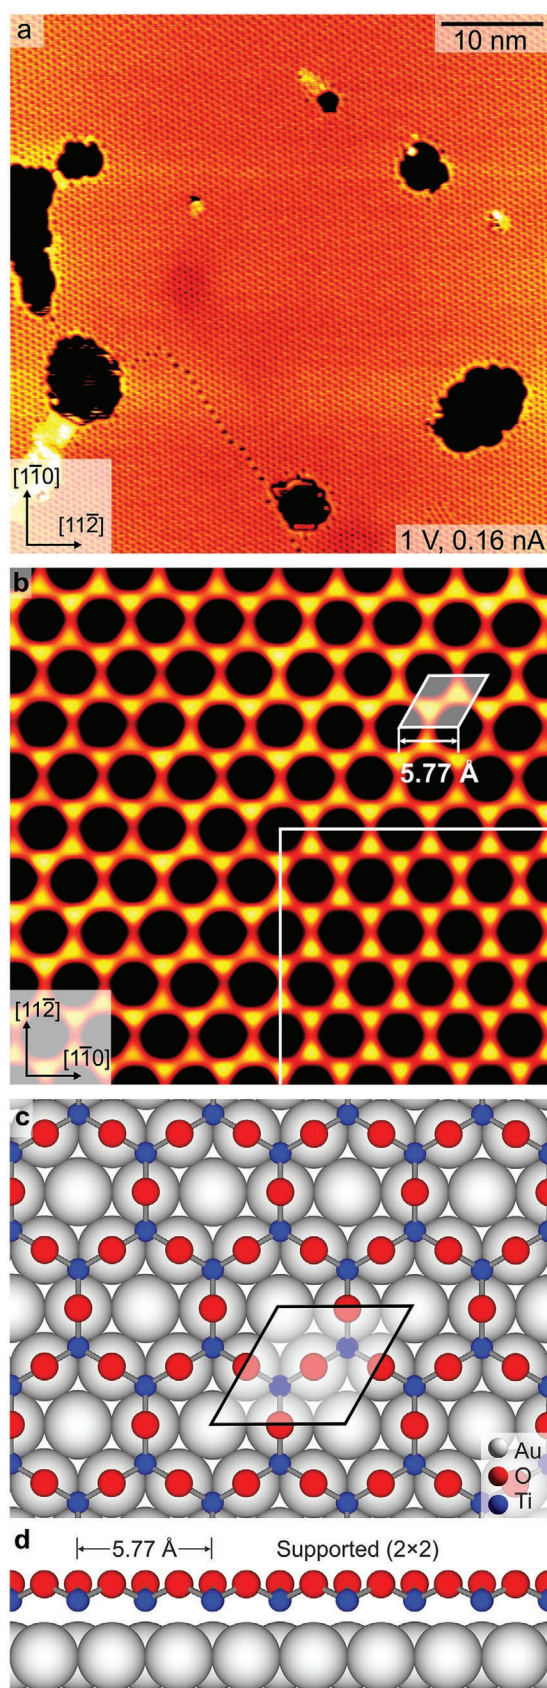 a
10 nm
[11̄0]
[112̄]
1 V, 0.16 nA
b
5.77 Å
[112̄]
[11̄0]
c
Au
O
Ti
d
5.77 Å
Supported (2×2)